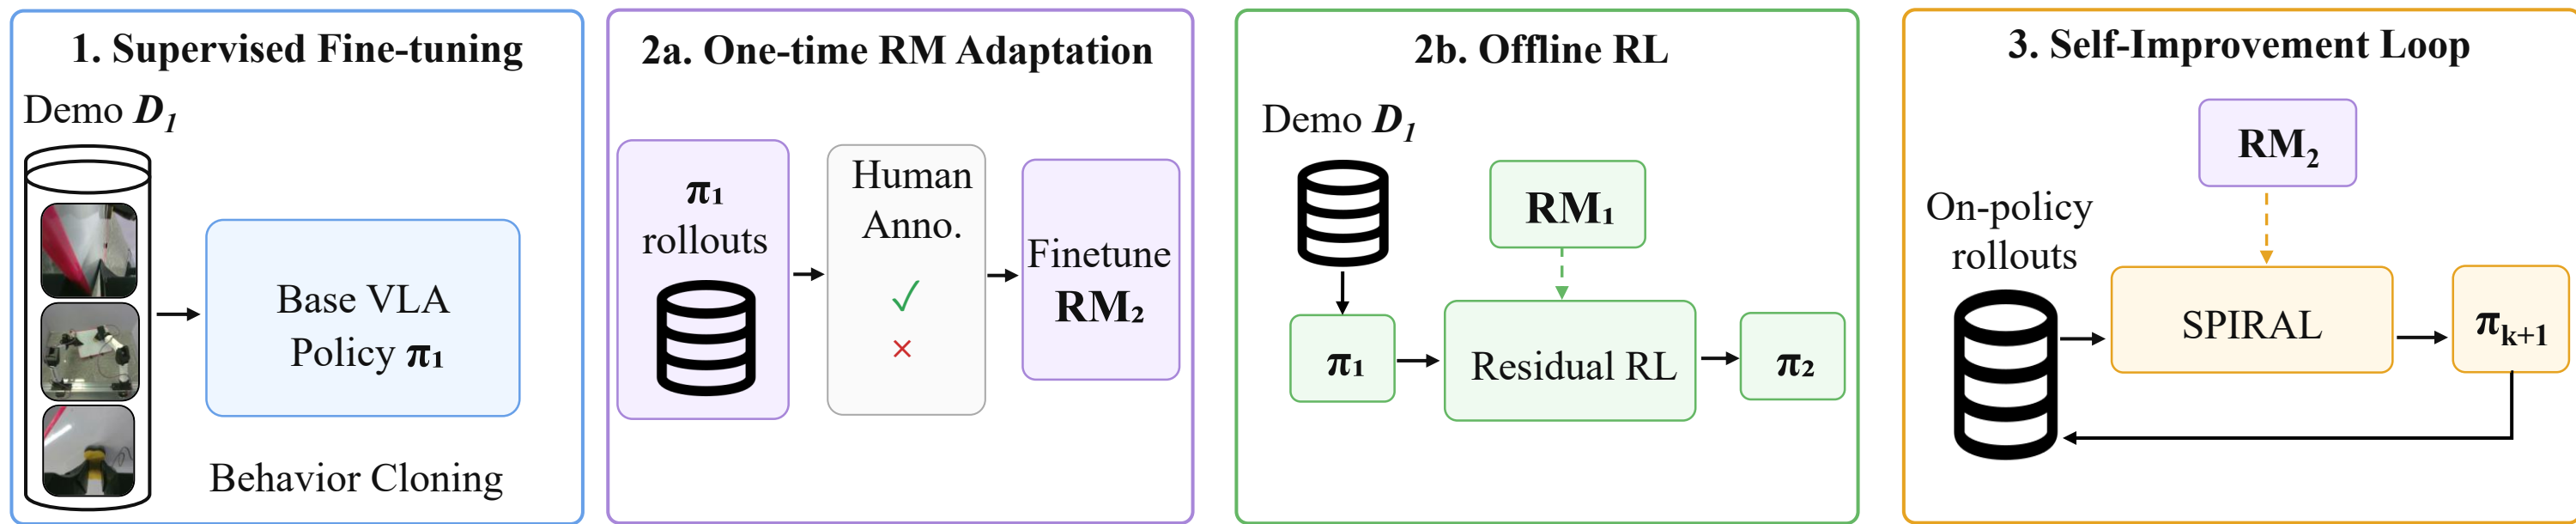 1. Supervised Fine-tuning
Demo D₁
Base VLA
Policy π₁
Behavior Cloning
2a. One-time RM Adaptation
π₁
rollouts
Human
Anno.
✓
×
Finetune
RM₂
2b. Offline RL
Demo D₁
RM₁
π₁
Residual RL
π₂
3. Self-Improvement Loop
RM₂
On-policy
rollouts
SPIRAL
πₖ₊₁